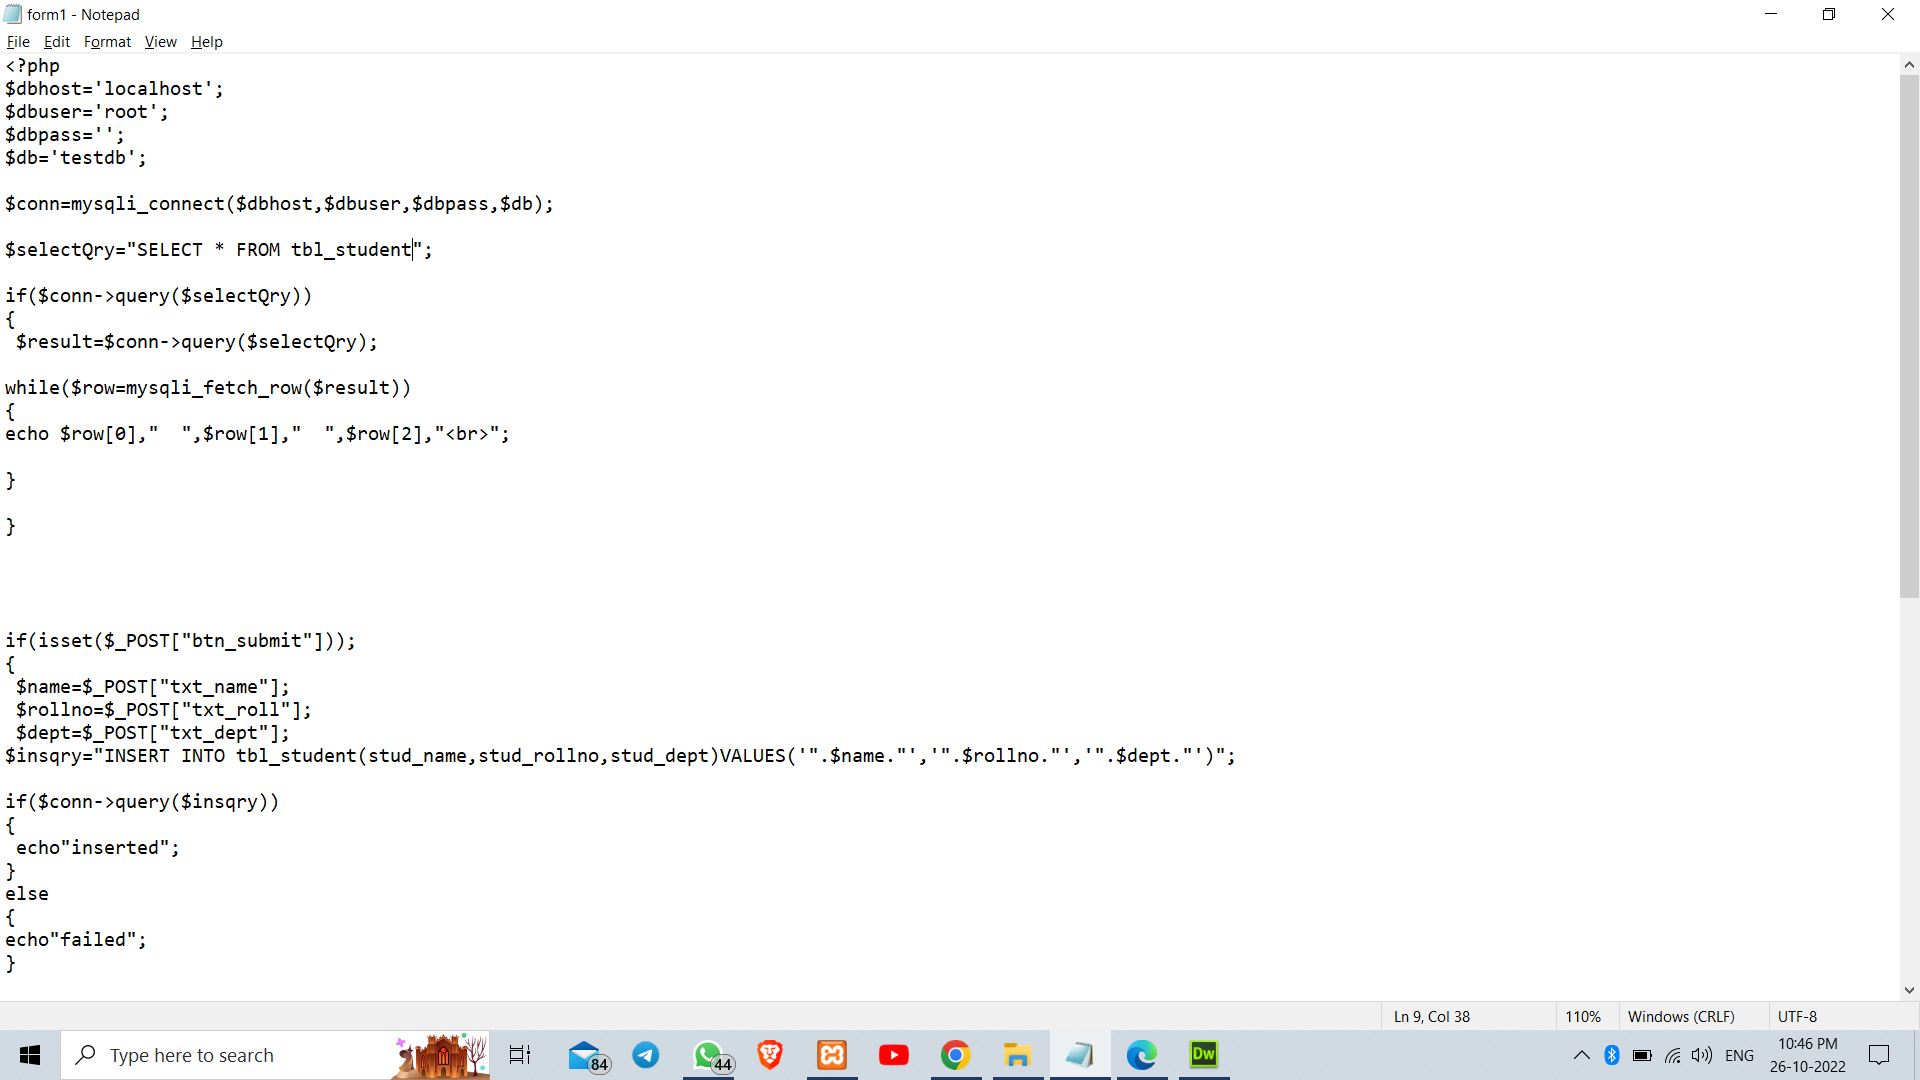 form1 - Notepad
File Edit Format View Help
<?php
$dbhost='localhost';
$dbuser='root';
$dbpass='';
$db='testdb';
$conn=mysqli_connect($dbhost,$dbuser,$dbpass,$db);
$selectQry="SELECT * FROM tbl_student";
if($conn->query($selectQry))
{
 $result=$conn->query($selectQry);
while($row=mysqli_fetch_row($result))
{
echo $row[0],"  ",$row[1],"  ",$row[2],"<br>";
}
}
if(isset($_POST["btn_submit"]));
{
 $name=$_POST["txt_name"];
 $rollno=$_POST["txt_roll"];
 $dept=$_POST["txt_dept"];
$insqry="INSERT INTO tbl_student(stud_name,stud_rollno,stud_dept)VALUES('".$name."','".$rollno."','".$dept."')";
if($conn->query($insqry))
{
 echo"inserted";
}
else
{
echo"failed";
}
Ln 9, Col 38 110% Windows (CRLF) UTF-8
Type here to search 84 44 Dw ENG 10:46 PM
26-10-2022